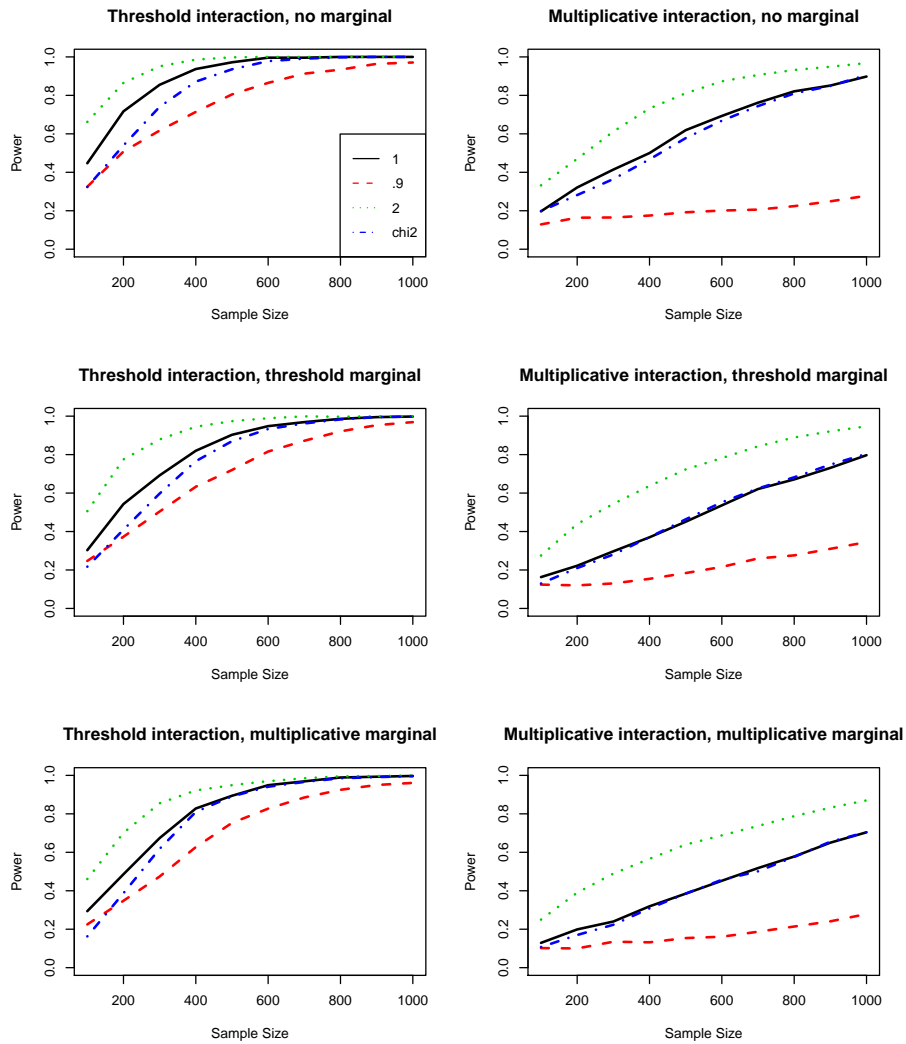 Threshold interaction, no marginal
Power
0.0 0.2 0.4 0.6 0.8 1.0
1
.9
2
chi2
200 400 600 800 1000
Sample Size
Multiplicative interaction, no marginal
Power
0.0 0.2 0.4 0.6 0.8 1.0
200 400 600 800 1000
Sample Size
Threshold interaction, threshold marginal
Power
0.0 0.2 0.4 0.6 0.8 1.0
200 400 600 800 1000
Sample Size
Multiplicative interaction, threshold marginal
Power
0.0 0.2 0.4 0.6 0.8 1.0
200 400 600 800 1000
Sample Size
Threshold interaction, multiplicative marginal
Power
0.0 0.2 0.4 0.6 0.8 1.0
200 400 600 800 1000
Sample Size
Multiplicative interaction, multiplicative marginal
Power
0.0 0.2 0.4 0.6 0.8 1.0
200 400 600 800 1000
Sample Size